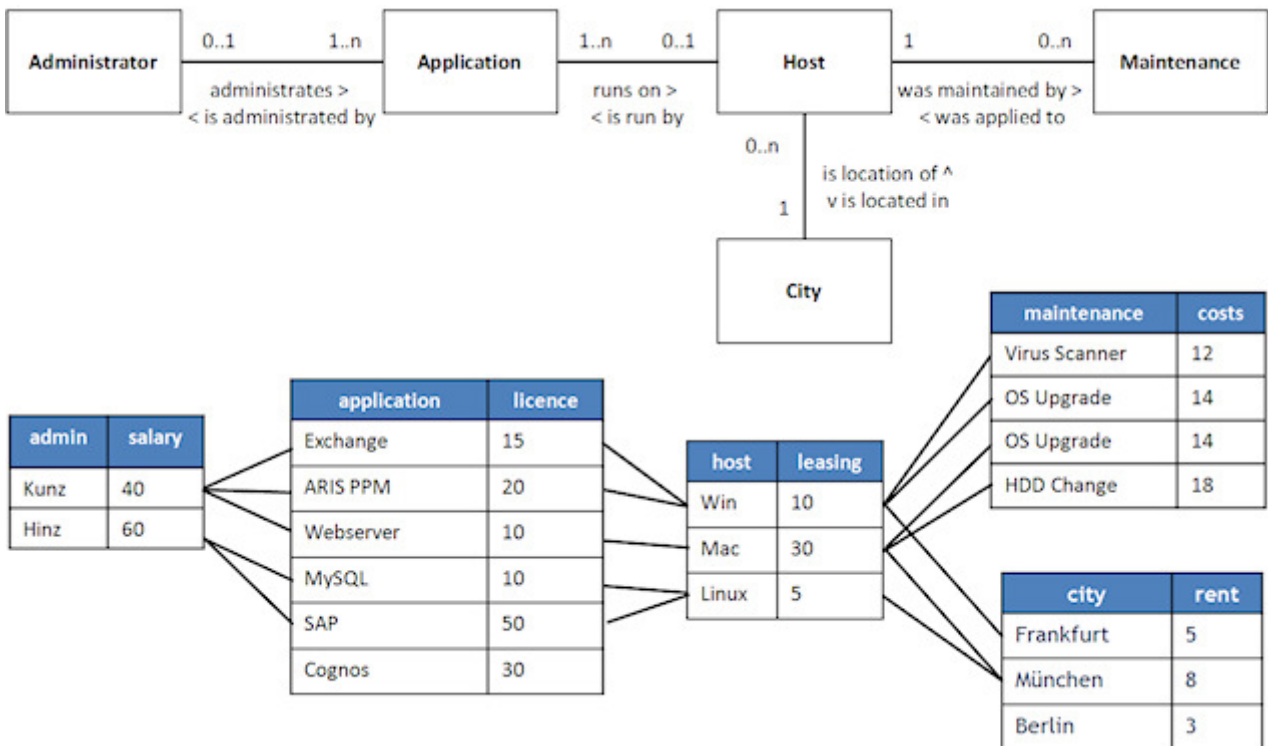 0..1 1..n 1..n 0..1 1 0..n
Administrator Application Host Maintenance
administrates > runs on > was maintained by >
< is administrated by < is run by < was applied to
0..n
is location of ^
v is located in
1
City
maintenance costs
Virus Scanner 12
OS Upgrade 14
OS Upgrade 14
HDD Change 18
application licence
Exchange 15
ARIS PPM 20
Webserver 10
MySQL 10
SAP 50
Cognos 30
admin salary
Kunz 40
Hinz 60
host leasing
Win 10
Mac 30
Linux 5
city rent
Frankfurt 5
München 8
Berlin 3